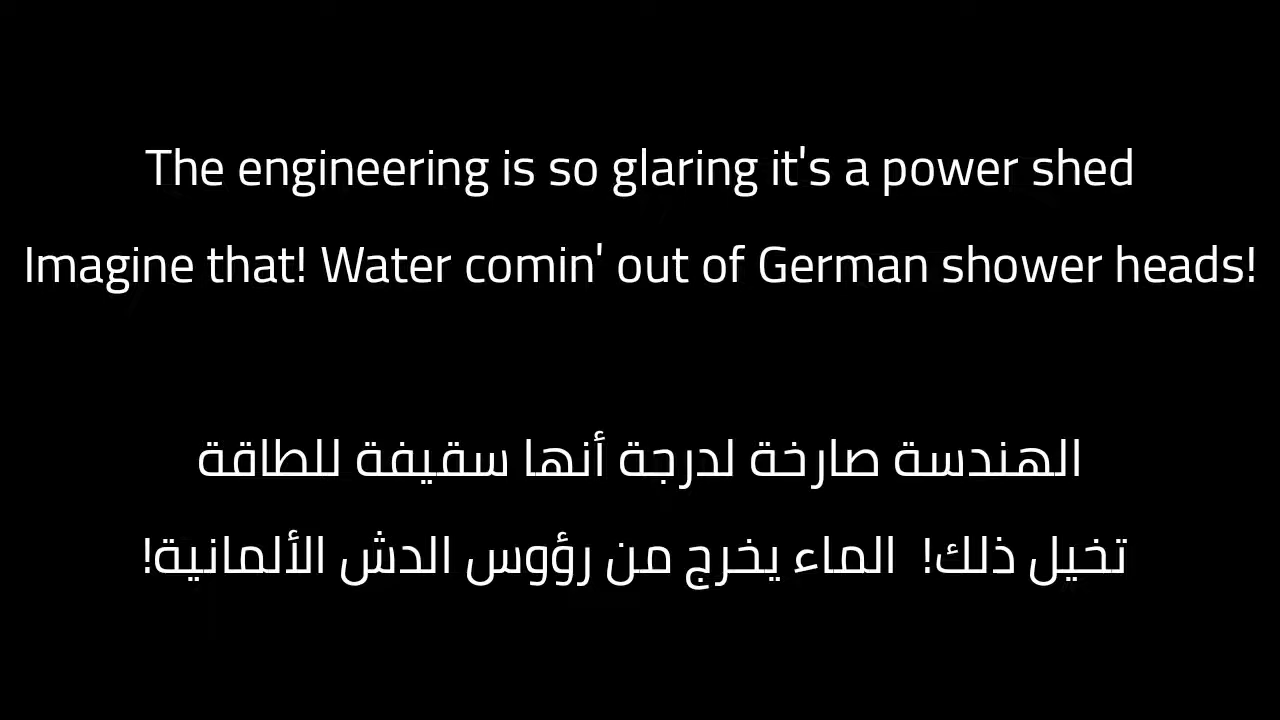 The engineering is so glaring it's a power shed
Imagine that! Water comin' out of German shower heads!
الهندسة صارخة لدرجة أنها سقيفة للطاقة
تخيل ذلك!  الماء يخرج من رؤوس الدش الألمانية!